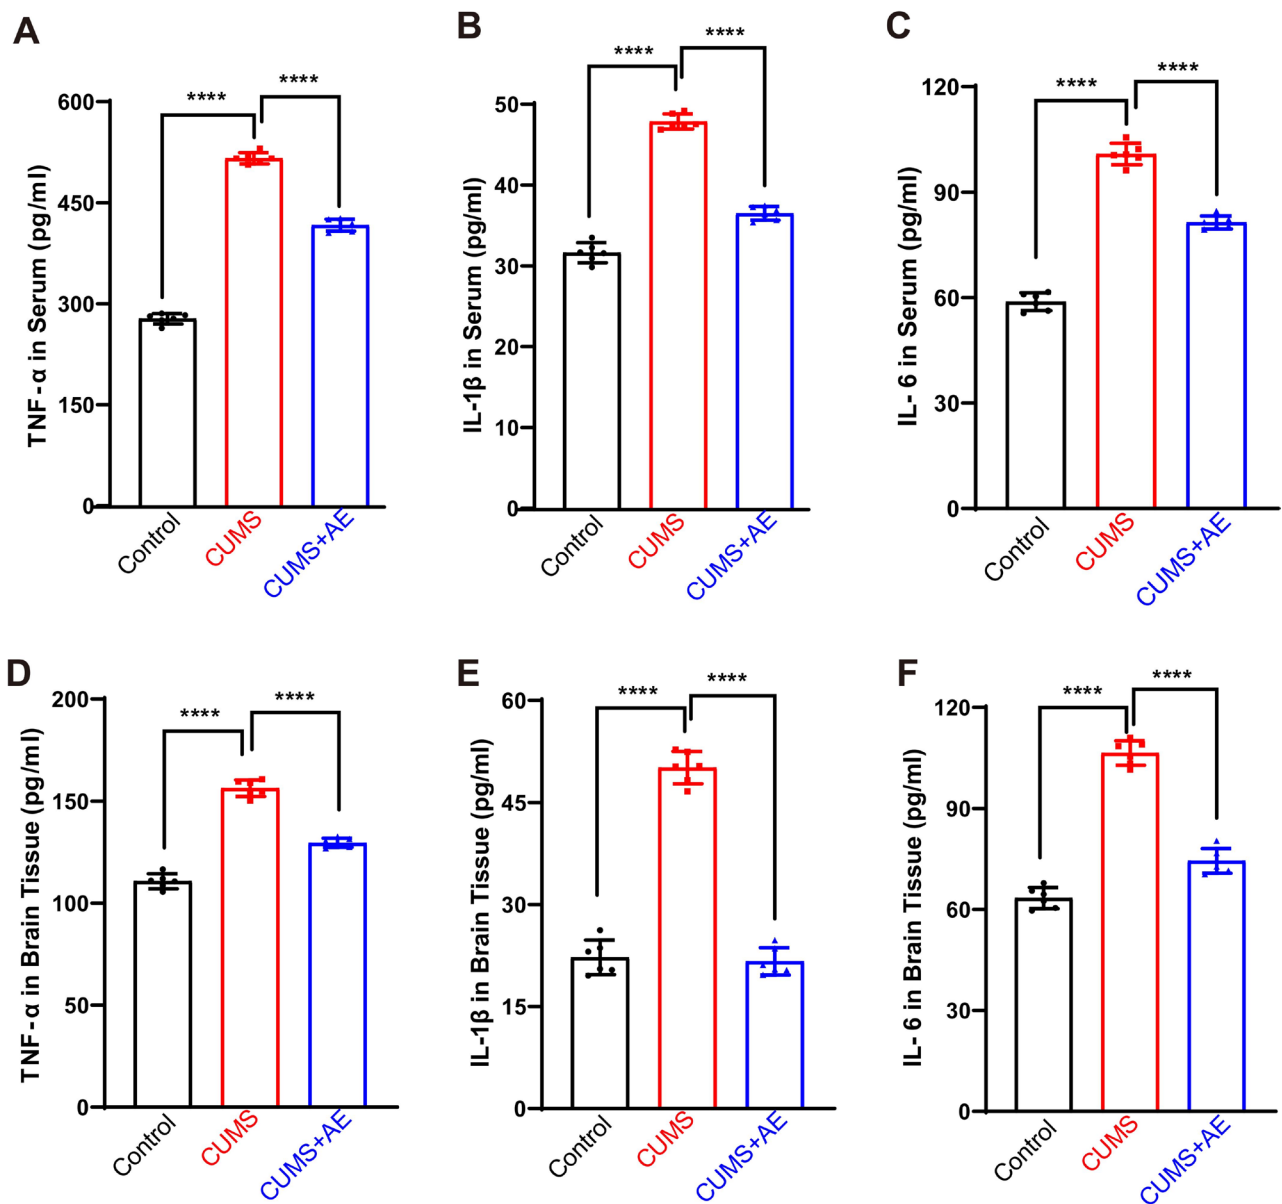 A
TNF-α in Serum (pg/ml)
600
450
300
150
0
****
****
Control
CUMS
CUMS+AE
B
IL-1β in Serum (pg/ml)
50
40
30
20
10
0
****
****
Control
CUMS
CUMS+AE
C
IL- 6 in Serum (pg/ml)
120
90
60
30
0
****
****
Control
CUMS
CUMS+AE
D
TNF-α in Brain Tissue (pg/ml)
200
150
100
50
0
****
****
Control
CUMS
CUMS+AE
E
IL-1β in Brain Tissue (pg/ml)
60
45
30
15
0
****
****
Control
CUMS
CUMS+AE
F
IL- 6 in Brain Tissue (pg/ml)
120
90
60
30
0
****
****
Control
CUMS
CUMS+AE